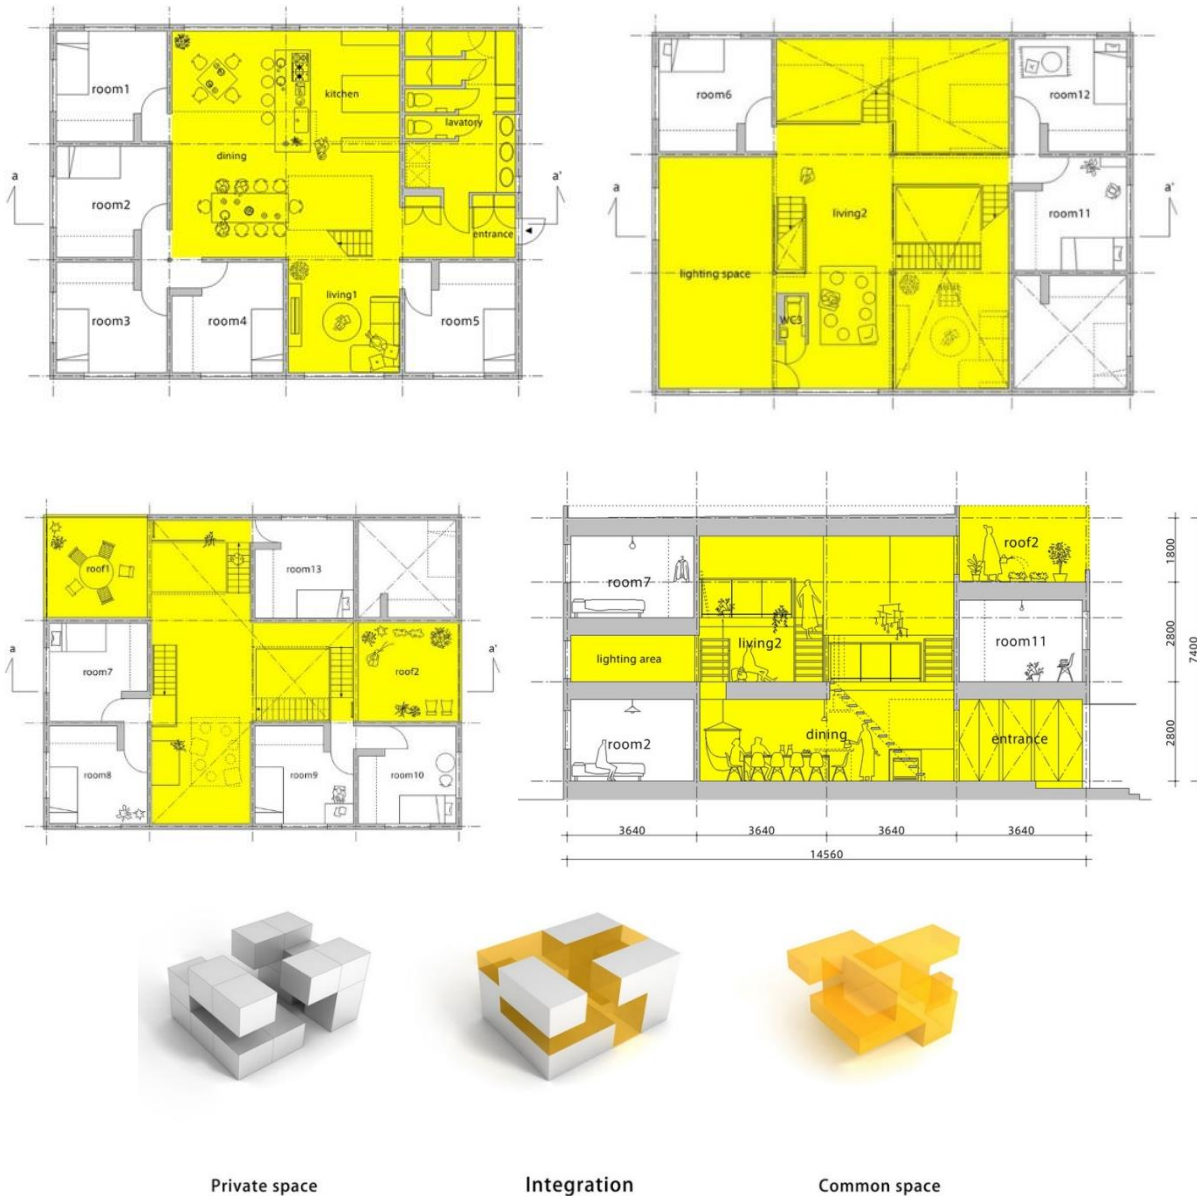 room1
kitchen
lavatory
dining
a
a'
room2
entrance
room3
room4
living1
room5
room6
room12
a
a'
living2
room11
lighting space
WC3
roof1
room13
a
a'
room7
roof2
room8
room9
room10
roof2
room7
living2
room11
lighting area
room2
dining
entrance
1800
2800
2800
7400
3640
3640
3640
3640
14560
Private space
Integration
Common space